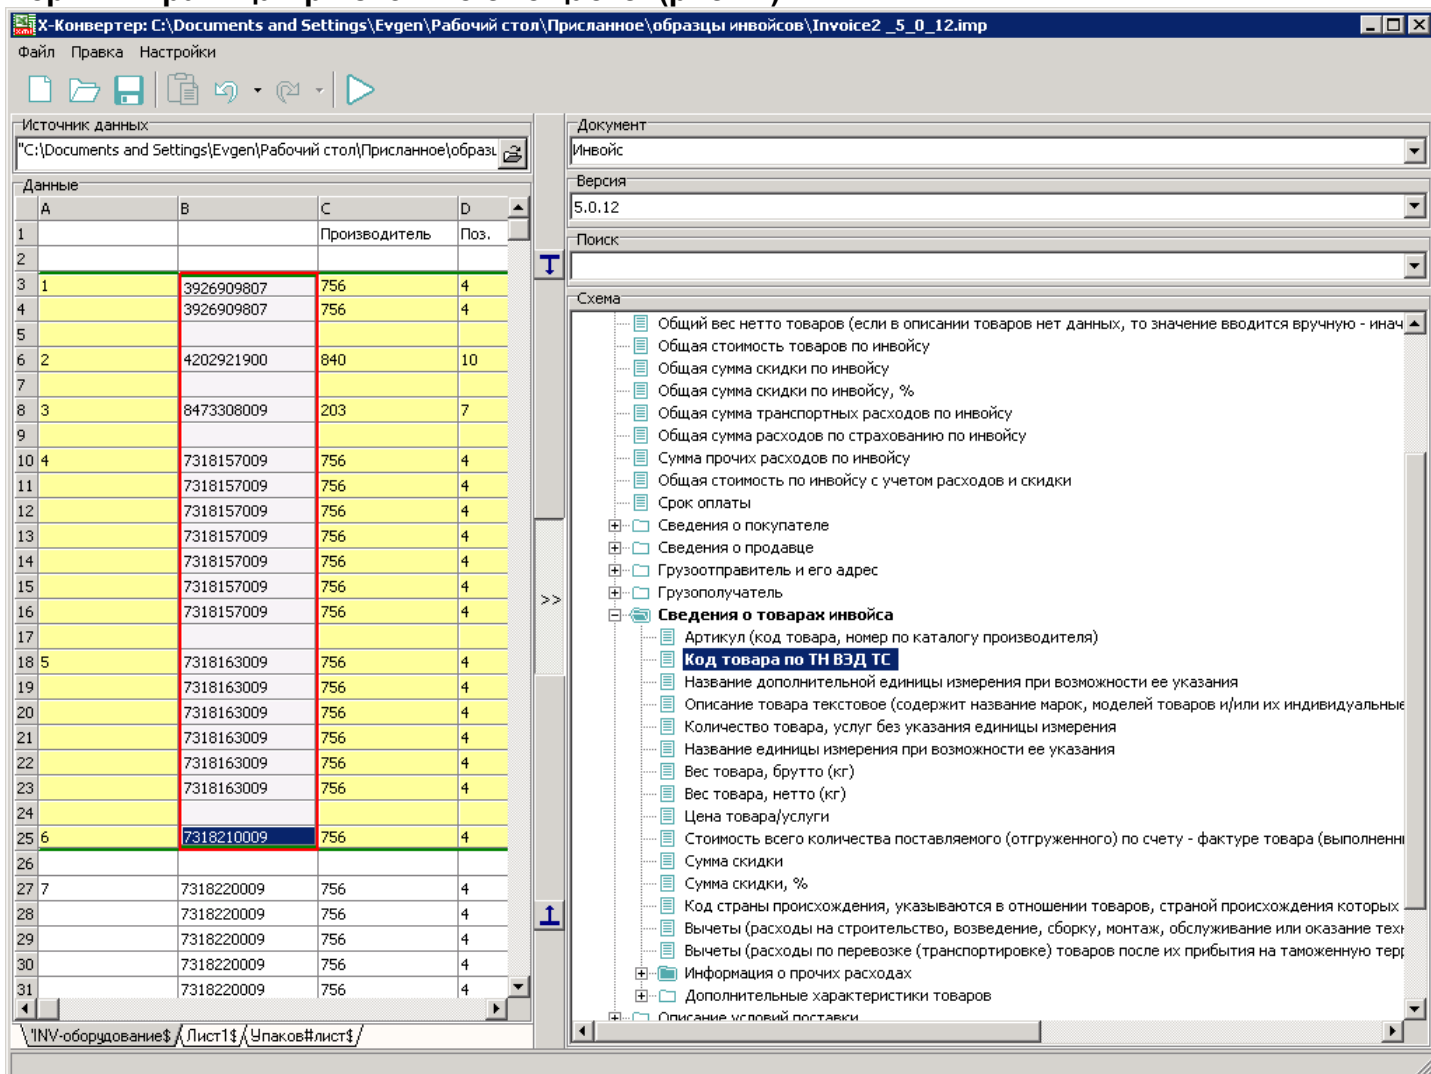 X-Конвертер: C:\Documents and Settings\Evgen\Рабочий стол\Присланное\образцы инвойсов\Invoice2 _5_0_12.imp
Файл Правка Настройки
Источник данных
"C:\Documents and Settings\Evgen\Рабочий стол\Присланное\образц
Данные
A B C D
1 Производитель Поз.
2
3 1 3926909807 756 4
4 3926909807 756 4
5
6 2 4202921900 840 10
7
8 3 8473308009 203 7
9
10 4 7318157009 756 4
11 7318157009 756 4
12 7318157009 756 4
13 7318157009 756 4
14 7318157009 756 4
15 7318157009 756 4
16 7318157009 756 4
17
18 5 7318163009 756 4
19 7318163009 756 4
20 7318163009 756 4
21 7318163009 756 4
22 7318163009 756 4
23 7318163009 756 4
24
25 6 7318210009 756 4
26
27 7 7318220009 756 4
28 7318220009 756 4
29 7318220009 756 4
30 7318220009 756 4
31 7318220009 756 4
'INV-оборудование$ Лист1$ Упаков#лист$
>>
Документ
Инвойс
Версия
5.0.12
Поиск
Схема
Общий вес нетто товаров (если в описании товаров нет данных, то значение вводится вручную - инач
Общая стоимость товаров по инвойсу
Общая сумма скидки по инвойсу
Общая сумма скидки по инвойсу, %
Общая сумма транспортных расходов по инвойсу
Общая сумма расходов по страхованию по инвойсу
Сумма прочих расходов по инвойсу
Общая стоимость по инвойсу с учетом расходов и скидки
Срок оплаты
Сведения о покупателе
Сведения о продавце
Грузоотправитель и его адрес
Грузополучатель
Сведения о товарах инвойса
Артикул (код товара, номер по каталогу производителя)
Код товара по ТН ВЭД ТС
Название дополнительной единицы измерения при возможности ее указания
Описание товара текстовое (содержит название марок, моделей товаров и/или их индивидуальные
Количество товара, услуг без указания единицы измерения
Название единицы измерения при возможности ее указания
Вес товара, брутто (кг)
Вес товара, нетто (кг)
Цена товара/услуги
Стоимость всего количества поставляемого (отгруженного) по счету - фактуре товара (выполненн
Сумма скидки
Сумма скидки, %
Код страны происхождения, указываются в отношении товаров, страной происхождения которых
Вычеты (расходы на строительство, возведение, сборку, монтаж, обслуживание или оказание техн
Вычеты (расходы по перевозке (транспортировке) товаров после их прибытия на таможенную терр
Информация о прочих расходах
Дополнительные характеристики товаров
Описание условий поставки